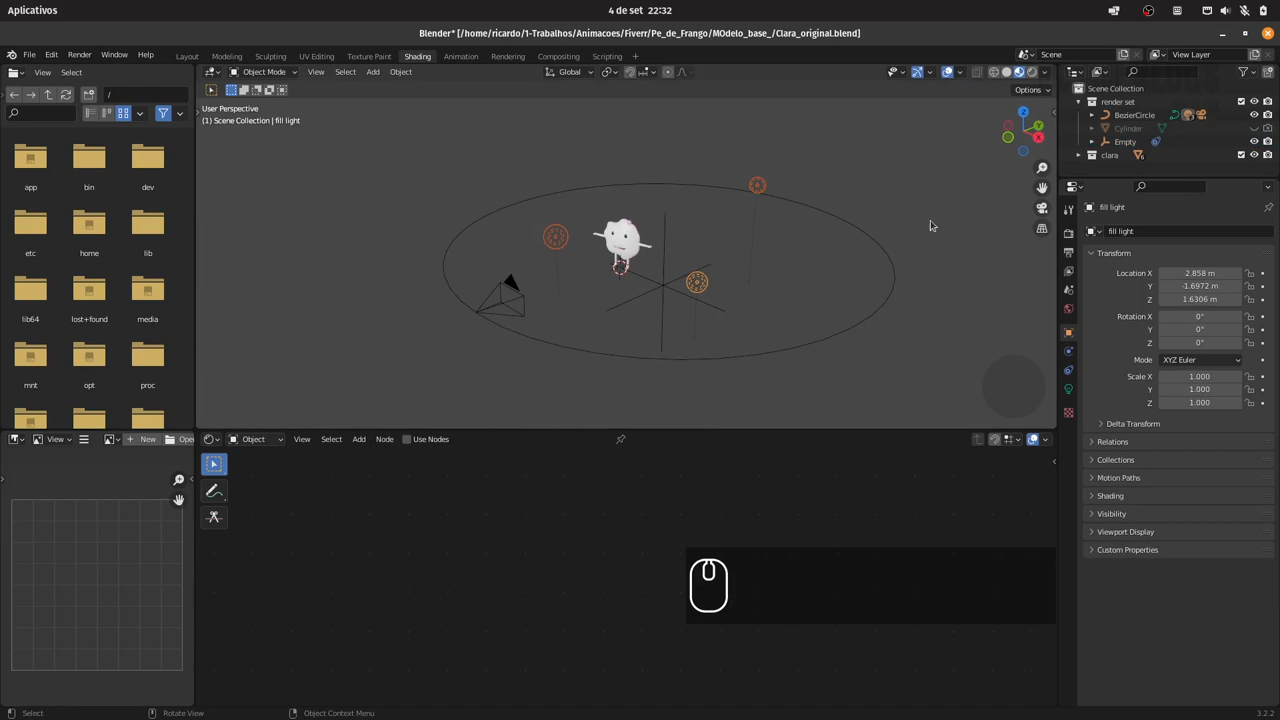 Aplicativos
4 de set 22:32
Blender* [/home/ricardo/1-Trabalhos/Animacoes/Fiverr/Pe_de_Frango/MOdelo_base_/Clara_original.blend]
File Edit Render Window Help
Layout Modeling Sculpting UV Editing Texture Paint Shading Animation Rendering Compositing Scripting +
Scene
View Layer
View Select
Object Mode View Select Add Object
Global
Options
/
User Perspective
(1) Scene Collection | fill light
Z
Y
X
Scene Collection
render set
BezierCircle
Cylinder
Empty
clara
6
app bin dev
etc home lib
lib64 lost+found media
mnt opt proc
fill light
fill light
Transform
Location X 2.858 m
Y -1.6972 m
Z 1.6306 m
Rotation X 0°
Y 0°
Z 0°
Mode XYZ Euler
Scale X 1.000
Y 1.000
Z 1.000
Delta Transform
Relations
Collections
Motion Paths
Shading
Visibility
Viewport Display
Custom Properties
View
New
Open
Object View Select Add Node Use Nodes
Select
Rotate View
Object Context Menu
3.2.2